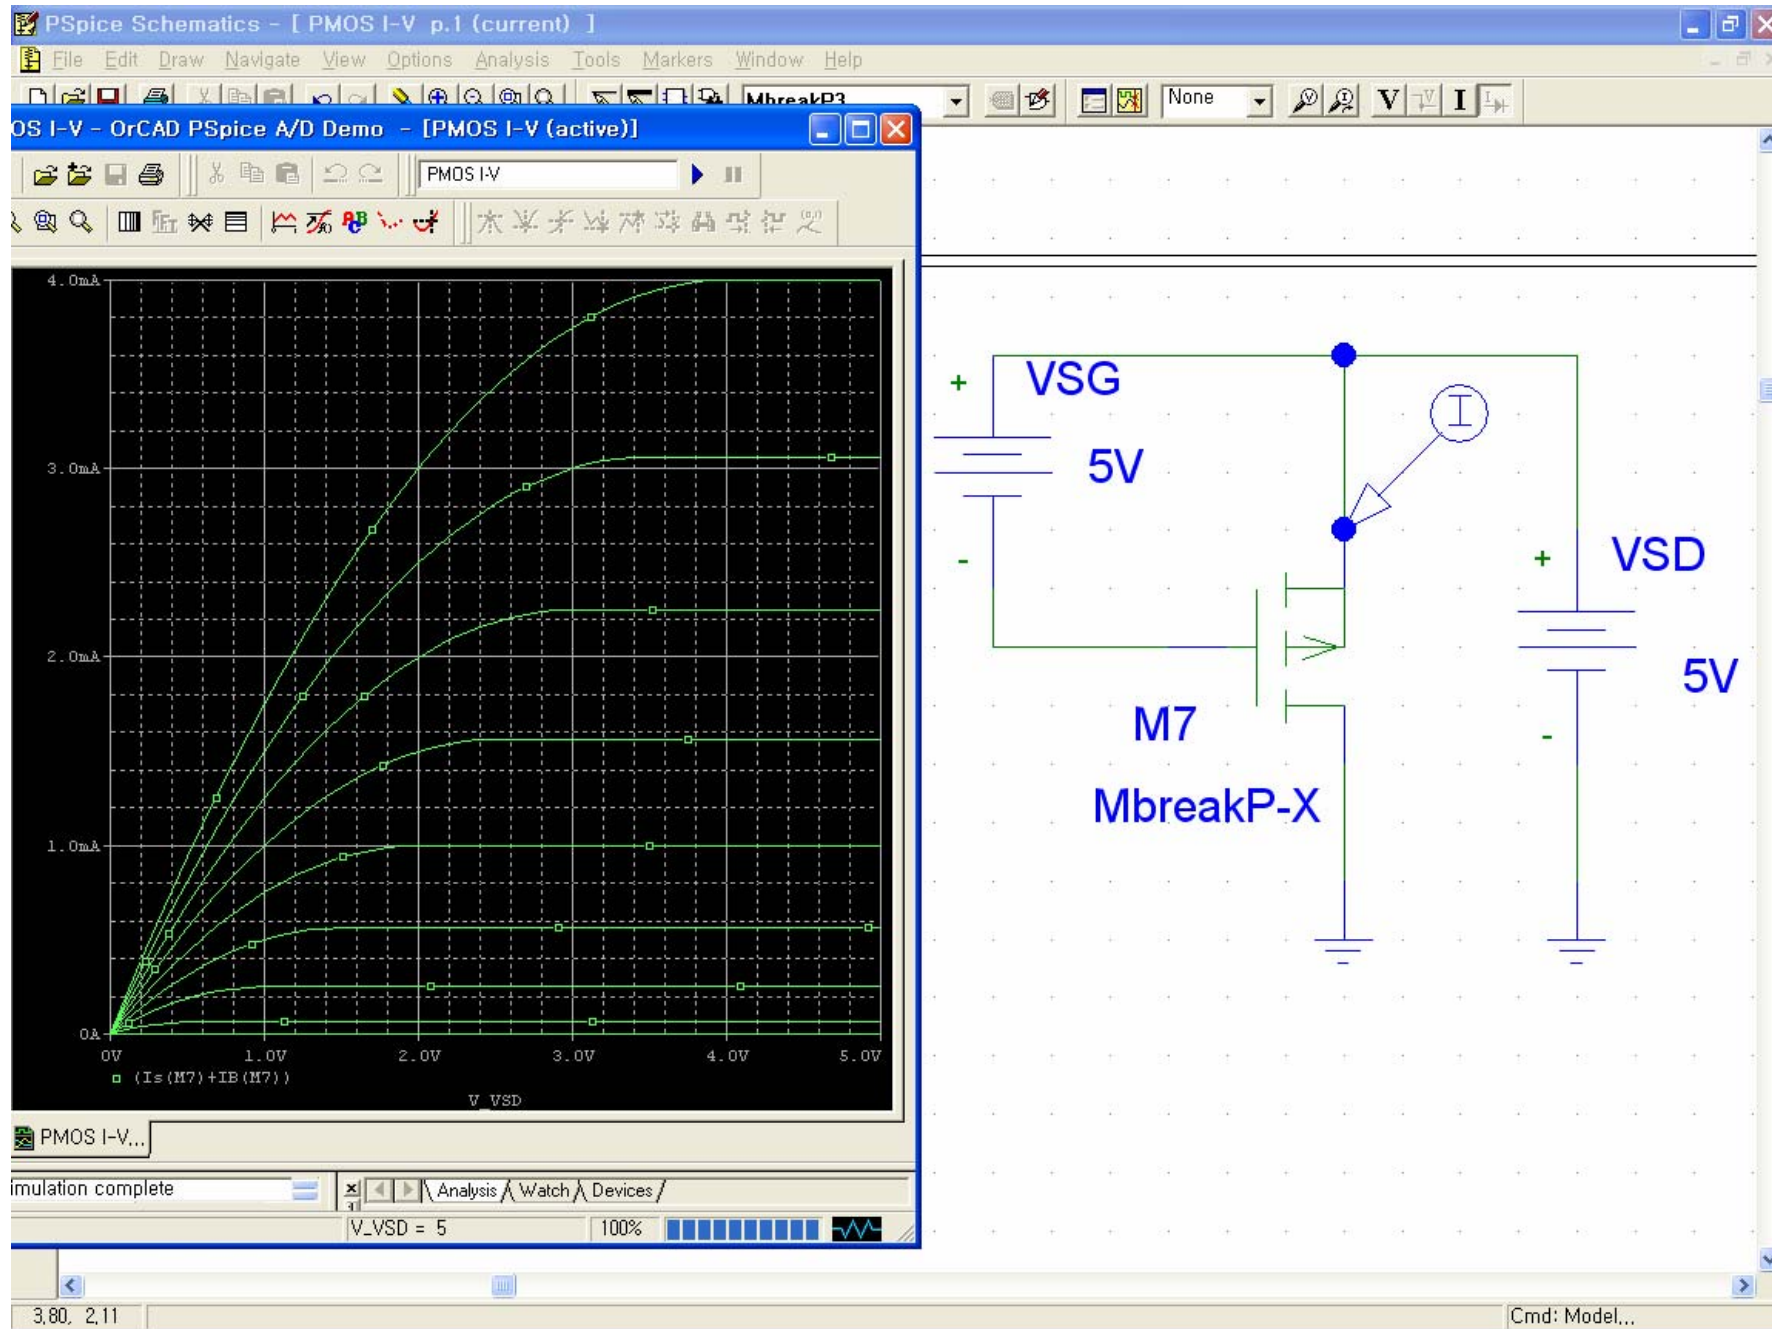 PSpice Schematics - [ PMOS I-V p.1 (current) ]
File Edit Draw Navigate View Options Analysis Tools Markers Window Help
MbreakP3 None V V I I
OS I-V - OrCAD PSpice A/D Demo - [PMOS I-V (active)]
PMOS I-V
FFT ABC
4.0mA
3.0mA
2.0mA
1.0mA
0A
0V 1.0V 2.0V 3.0V 4.0V 5.0V
(Is(M7)+IB(M7))
V_VSD
PMOS I-V...
imulation complete
Analysis Watch Devices
V_VSD = 5 100%
+ VSG
5V
-
I
+ VSD
5V
-
M7
MbreakP-X
3,80, 2,11 Cmd: Model...